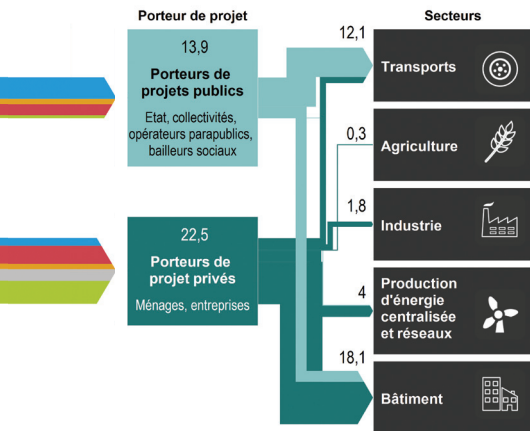 Porteur de projet
Secteurs
13,9
Porteurs de
projets publics
Etat, collectivités,
opérateurs parapublics,
bailleurs sociaux
22,5
Porteurs de
projet privés
Ménages, entreprises
12,1
Transports
0,3
Agriculture
1,8
Industrie
4
Production
d'énergie
centralisée
et réseaux
18,1
Bâtiment